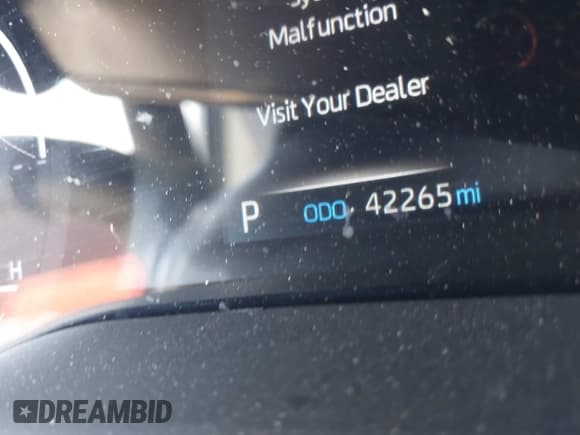 Malfunction
Visit Your Dealer
P ODO 42265 mi
H
DREAMBID